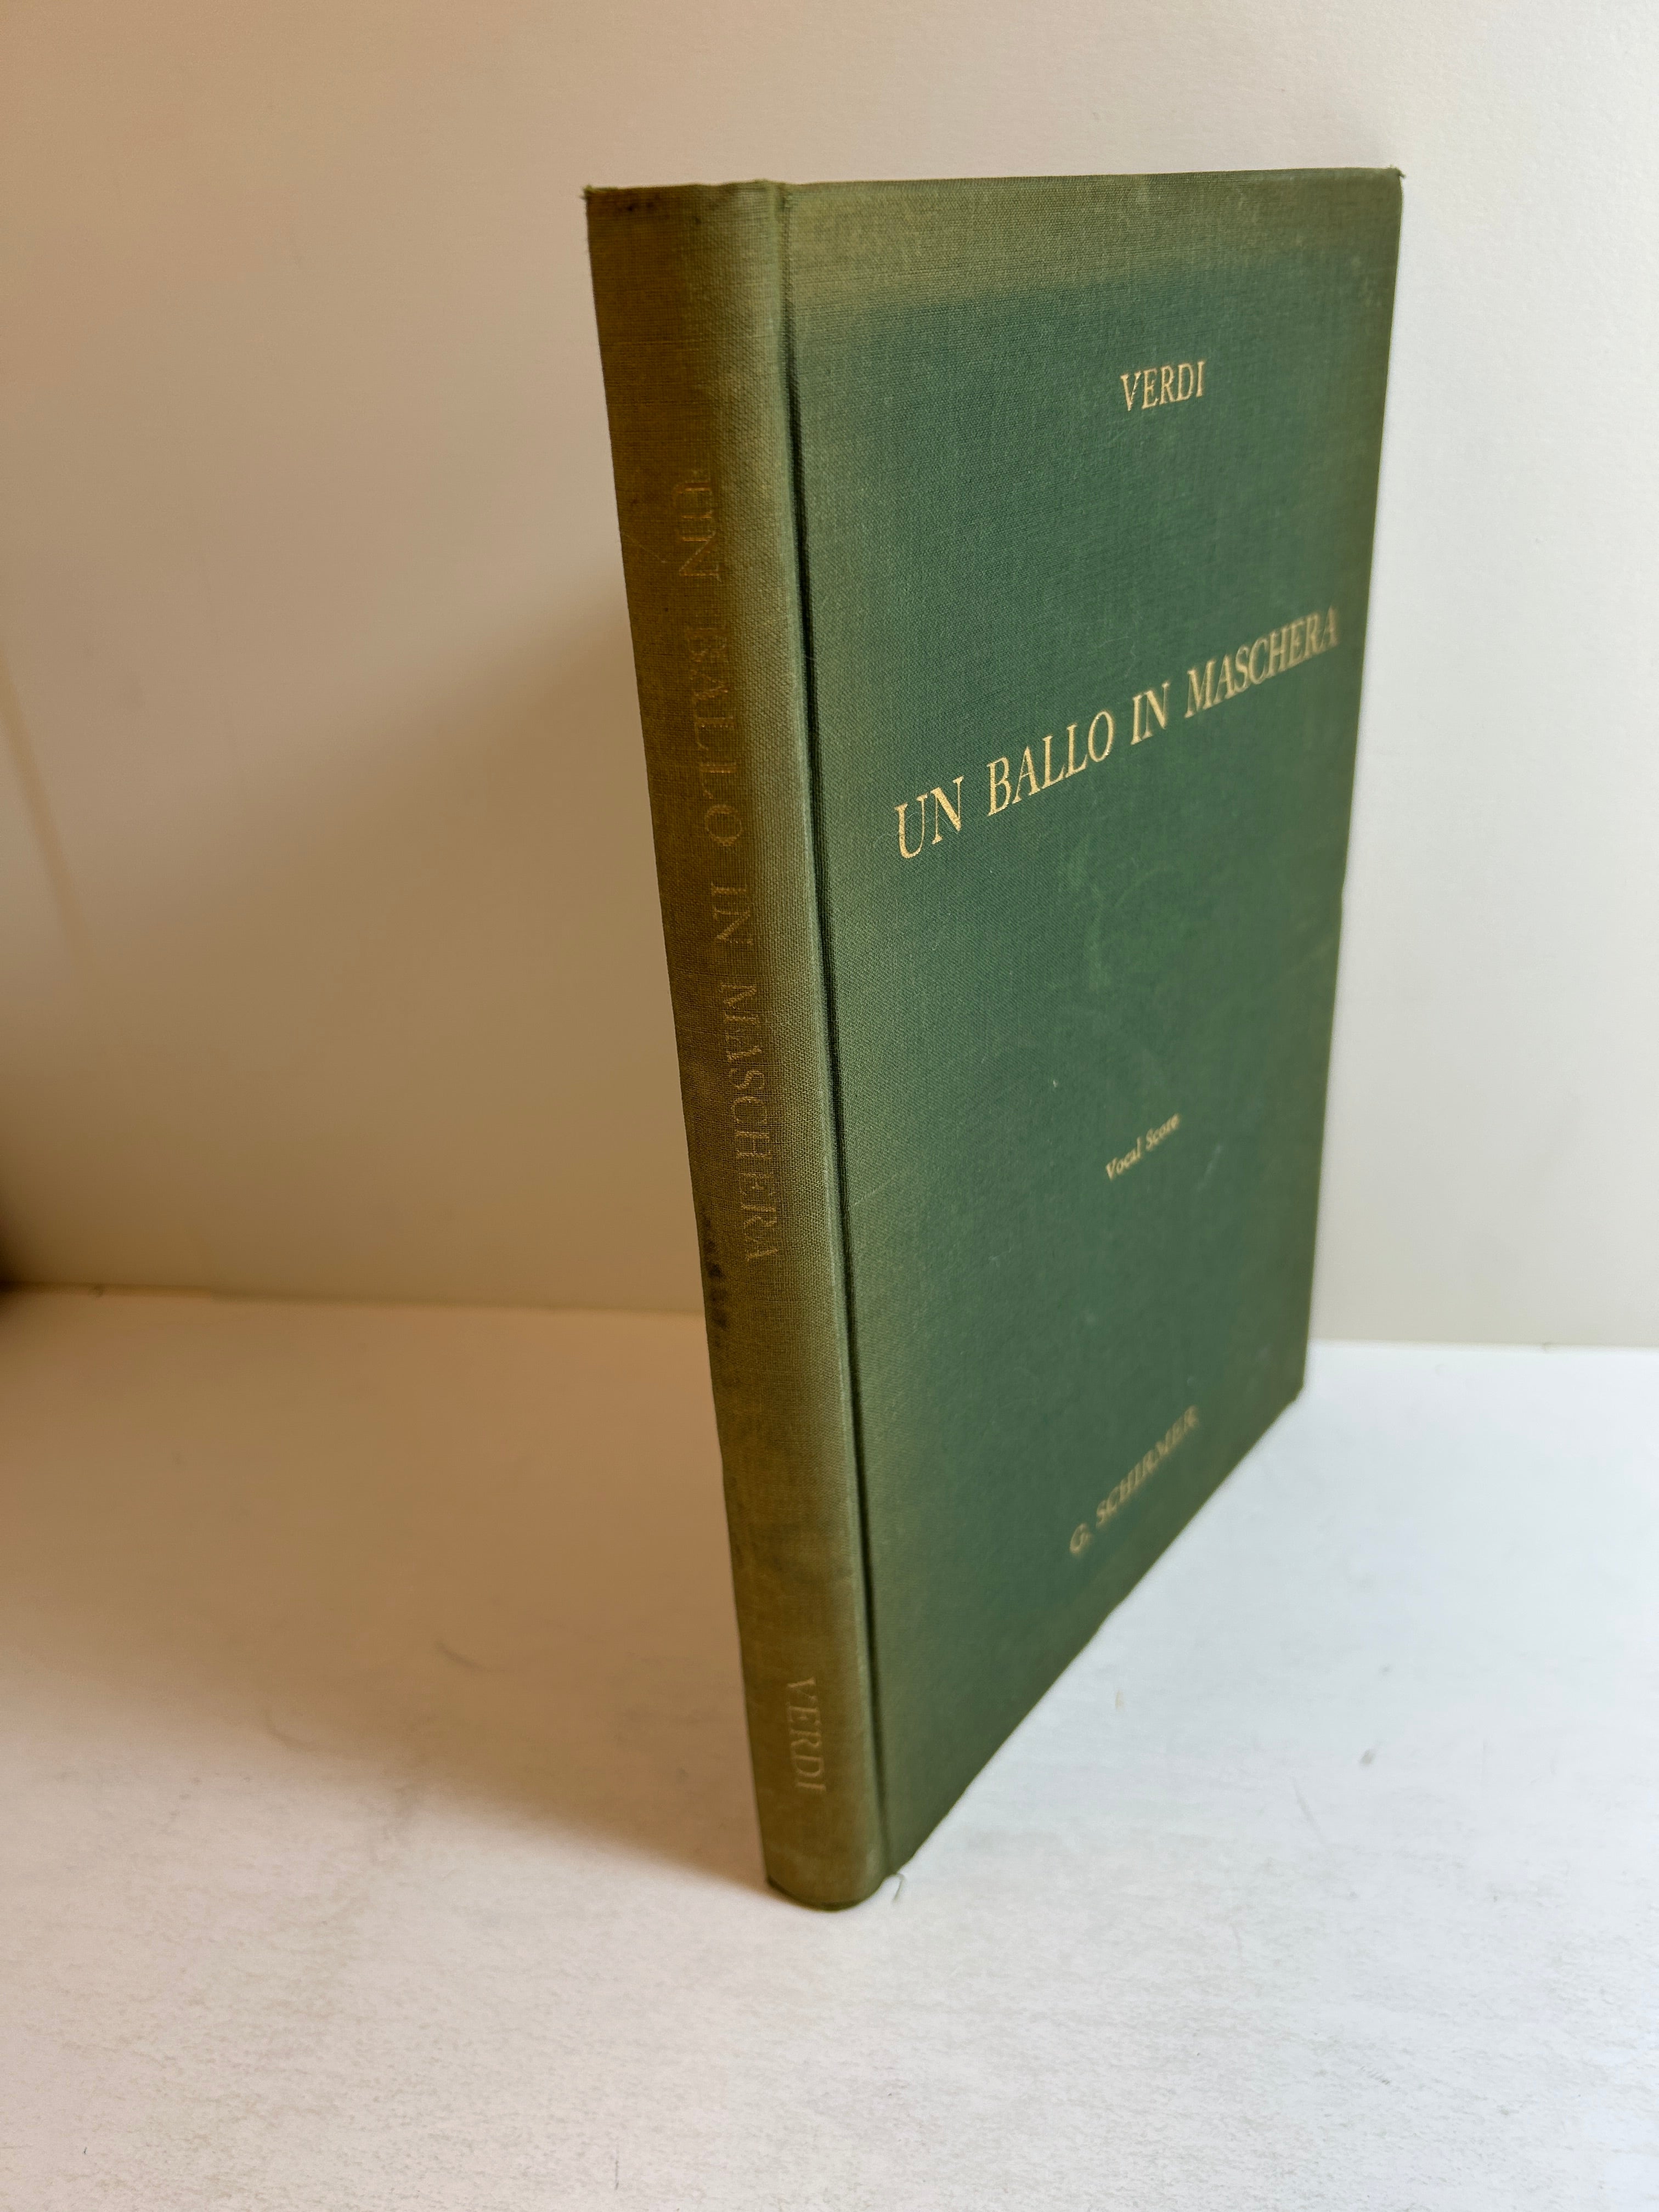 VERDI
UN BALLO IN MASCHERA
Vocal Score
G. SCHIRMER
UN BALLO IN MASCHERA
VERDI